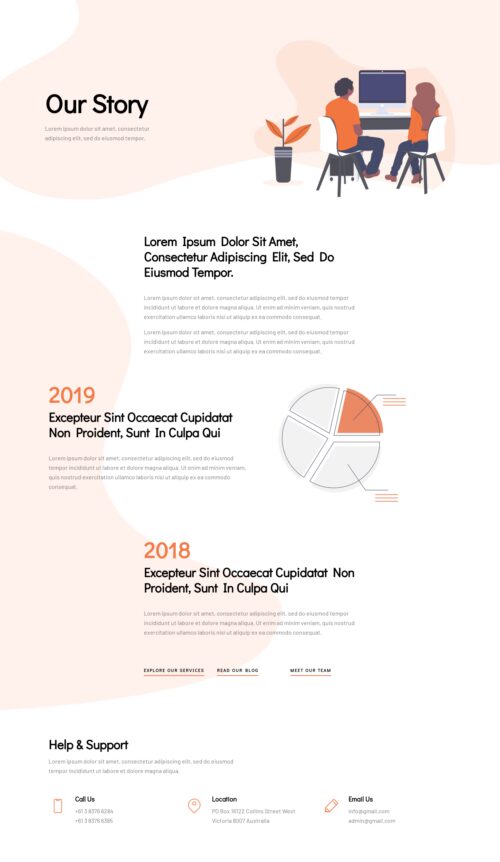 Our Story
Lorem ipsum dolor sit amet, consectetur
adipiscing elit, sed do eiusmod tempor.
Lorem Ipsum Dolor Sit Amet,
Consectetur Adipiscing Elit, Sed Do
Eiusmod Tempor.
Lorem ipsum dolor sit amet, consectetur adipiscing elit, sed do eiusmod tempor
incididunt ut labore et dolore magna aliqua. Ut enim ad minim veniam, quis nostrud
exercitation ullamco laboris nisi ut aliquip ex ea commodo consequat.
Lorem ipsum dolor sit amet, consectetur adipiscing elit, sed do eiusmod tempor
incididunt ut labore et dolore magna aliqua. Ut enim ad minim veniam, quis nostrud
exercitation ullamco laboris nisi ut aliquip ex ea commodo consequat.
2019
Excepteur Sint Occaecat Cupidatat
Non Proident, Sunt In Culpa Qui
Lorem ipsum dolor sit amet, consectetur adipiscing elit, sed do eiusmod
tempor incididunt ut labore et dolore magna aliqua. Ut enim ad minim veniam,
quis nostrud exercitation ullamco laboris nisi ut aliquip ex ea commodo
consequat.
2018
Excepteur Sint Occaecat Cupidatat Non
Proident, Sunt In Culpa Qui
Lorem ipsum dolor sit amet, consectetur adipiscing elit, sed do eiusmod tempor
incididunt ut labore et dolore magna aliqua. Ut enim ad minim veniam, quis nostrud
exercitation ullamco laboris nisi ut aliquip ex ea commodo consequat.
EXPLORE OUR SERVICES READ OUR BLOG MEET OUR TEAM
Help & Support
Lorem ipsum dolor sit amet, consectetur adipiscing elit, sed do eiusmod
tempor incididunt ut labore et dolore magna aliqua.
Call Us
+61 3 8376 6284
+61 3 8376 6385
Location
PO Box 16122 Collins Street West
Victoria 8007 Australia
Email Us
info@gmail.com
admin@gmail.com